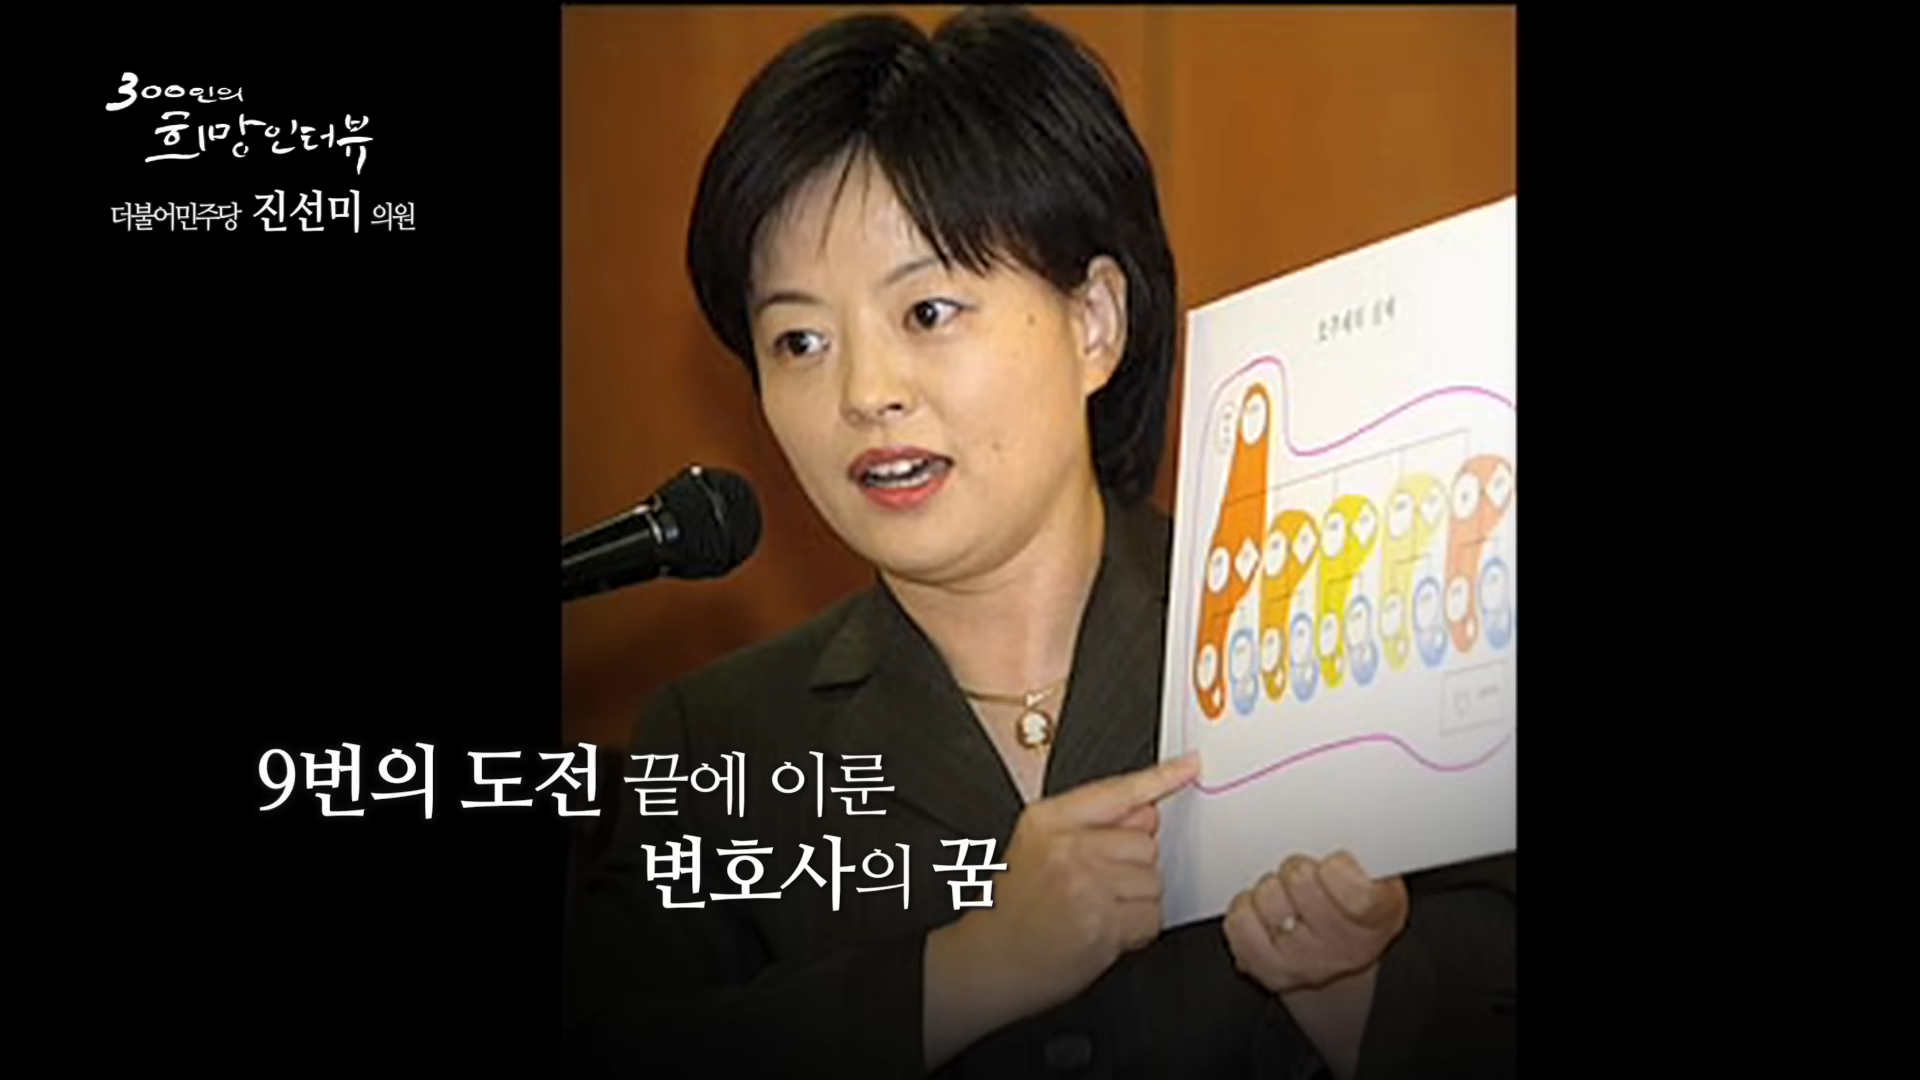 300인의
희망인터뷰
더불어민주당 진선미 의원
9번의 도전 끝에 이룬
변호사의 꿈